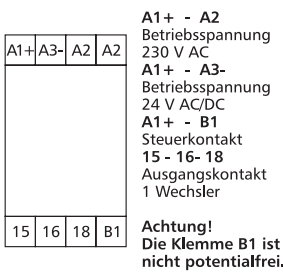 A1+ A3- A2 A2
15 16 18 B1
A1+ - A2
Betriebsspannung
230 V AC
A1+ - A3-
Betriebsspannung
24 V AC/DC
A1+ - B1
Steuerkontakt
15 - 16- 18
Ausgangskontakt
1 Wechsler
Achtung!
Die Klemme B1 ist
nicht potentialfrei.